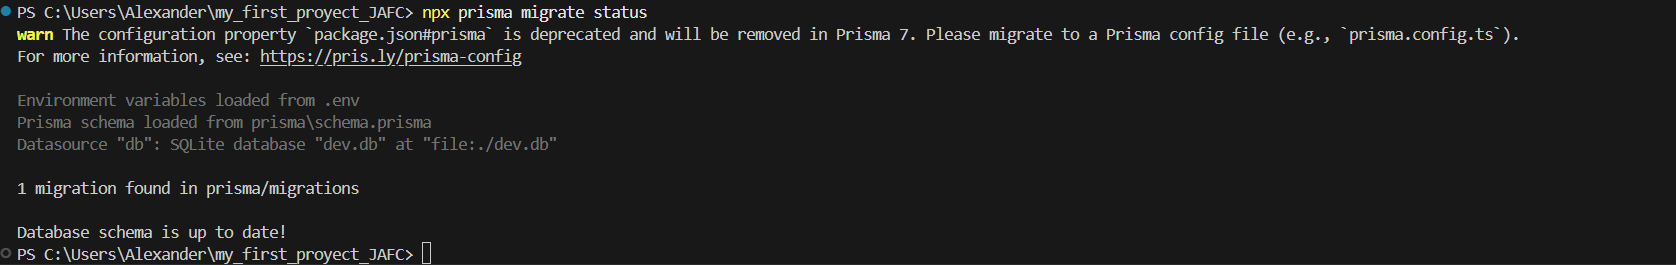 PS C:\Users\Alexander\my_first_proyect_JAFC> npx prisma migrate status
warn The configuration property `package.json#prisma` is deprecated and will be removed in Prisma 7. Please migrate to a Prisma config file (e.g., `prisma.config.ts`).
For more information, see: https://pris.ly/prisma-config
Environment variables loaded from .env
Prisma schema loaded from prisma\schema.prisma
Datasource "db": SQLite database "dev.db" at "file:./dev.db"
1 migration found in prisma/migrations
Database schema is up to date!
PS C:\Users\Alexander\my_first_proyect_JAFC>